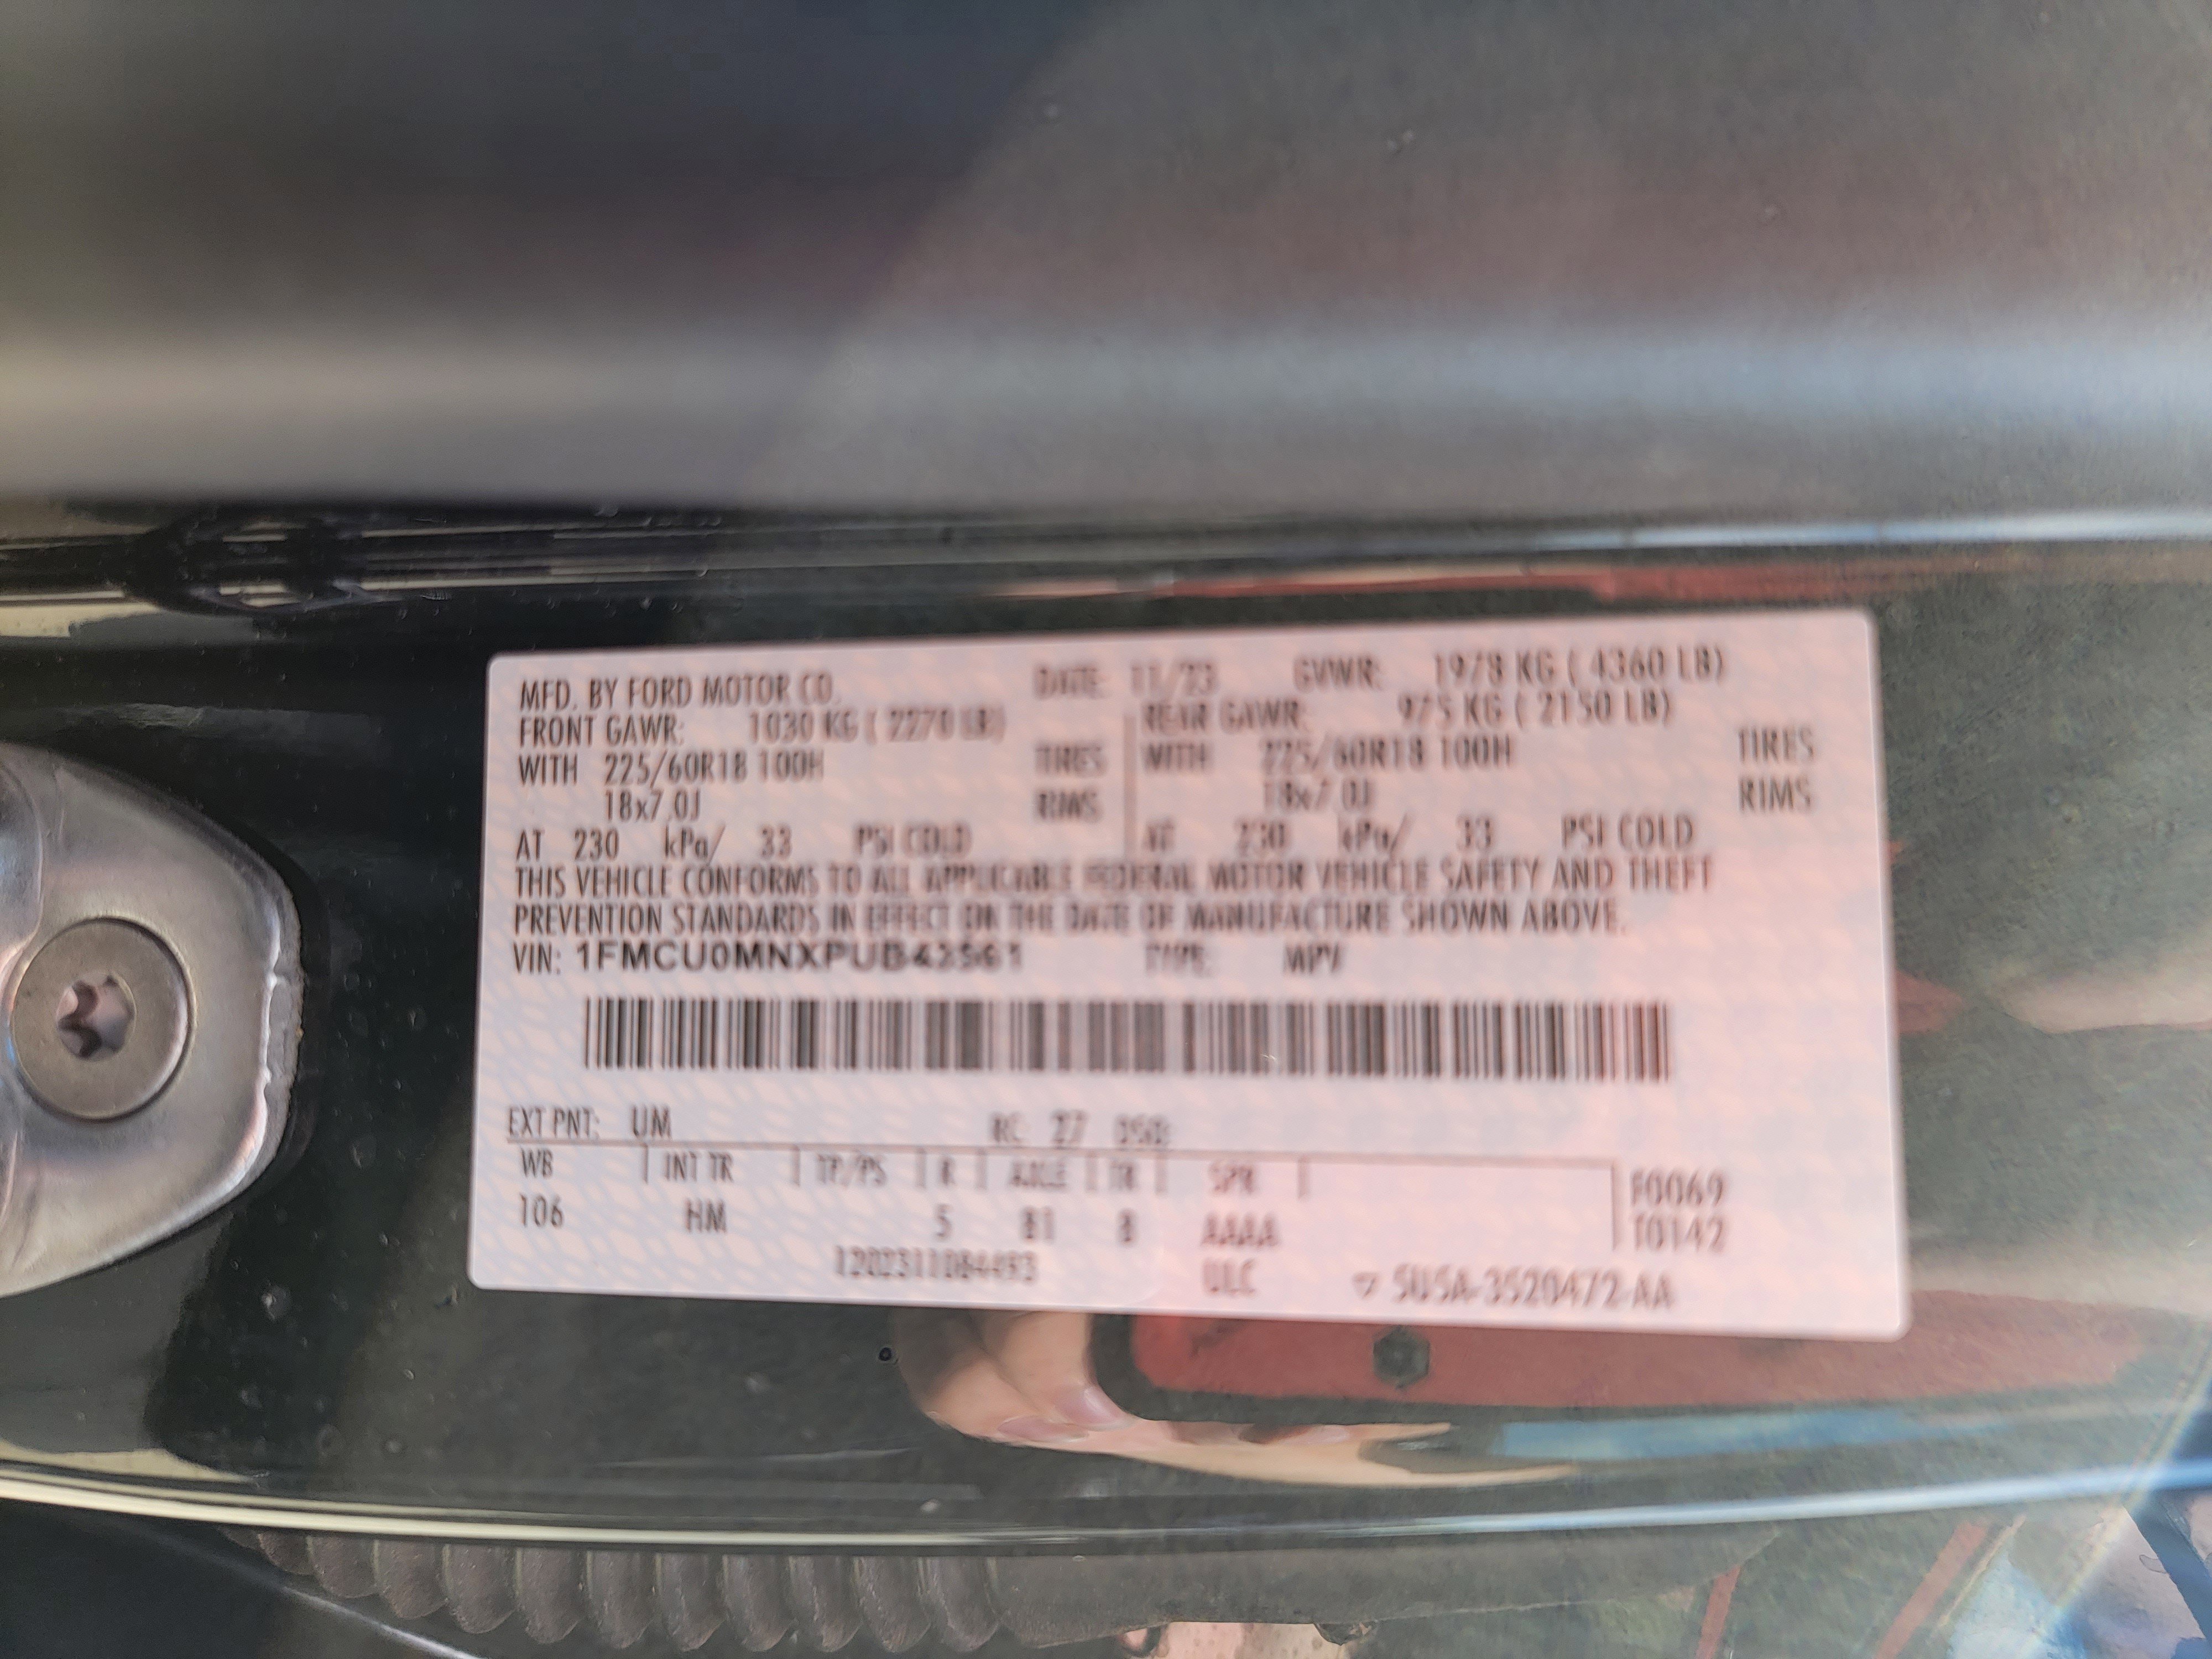 MFD. BY FORD MOTOR CO. DATE: 11/23 GVWR: 1978 KG ( 4360 LB)
FRONT GAWR: 1030 KG ( 2270 LB) REAR GAWR: 975 KG ( 2150 LB)
WITH 225/60R18 100H TIRES WITH 225/60R18 100H TIRES
18x7.0J RIMS 18x7.0J RIMS
AT 230 kPa/ 33 PSI COLD AT 230 kPa/ 33 PSI COLD
THIS VEHICLE CONFORMS TO ALL APPLICABLE FEDERAL MOTOR VEHICLE SAFETY AND THEFT
PREVENTION STANDARDS IN EFFECT ON THE DATE OF MANUFACTURE SHOWN ABOVE.
VIN: TYPE: MPV
EXT PNT: UM RC: 27 DSO:
WB INT TR TP/PS R AXLE TR SPR F0069
106 HM 5 81 8 AAAA T0142
ULC 5U5A-3520472-AA